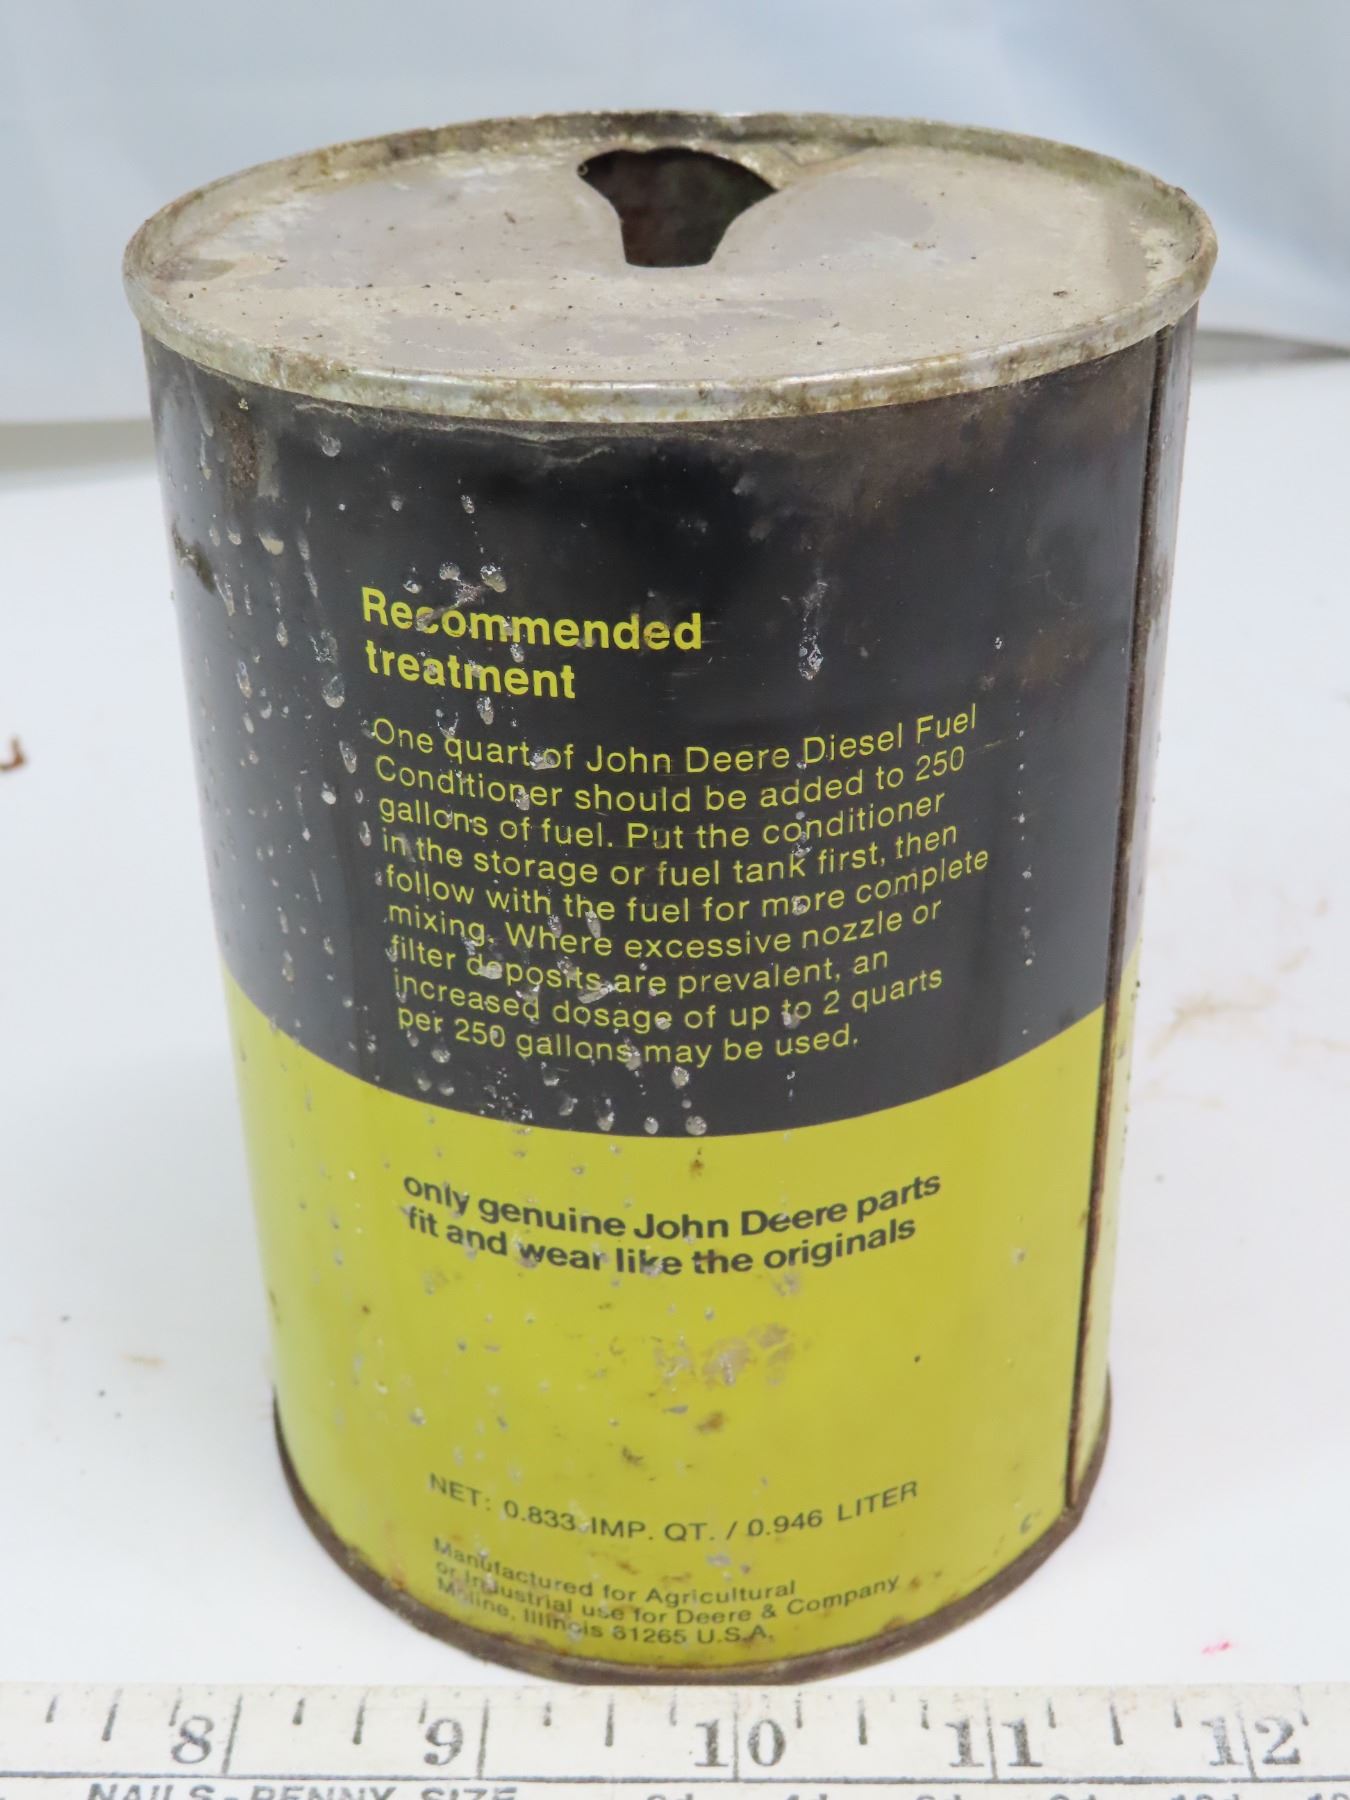 Recommended
treatment
One quart of John Deere Diesel Fuel
Conditioner should be added to 250
gallons of fuel. Put the conditioner
in the storage or fuel tank first, then
follow with the fuel for more complete
mixing. Where excessive nozzle or
filter deposits are prevalent, an
increased dosage of up to 2 quarts
per 250 gallons may be used.
only genuine John Deere parts
fit and wear like the originals
NET: 0.833 IMP. QT. / 0.946 LITER
Manufactured for Agricultural
or Industrial use for Deere & Company
Moline, Illinois 61265 U.S.A.
8 9 10 11 12
NAILS - PENNY SIZE